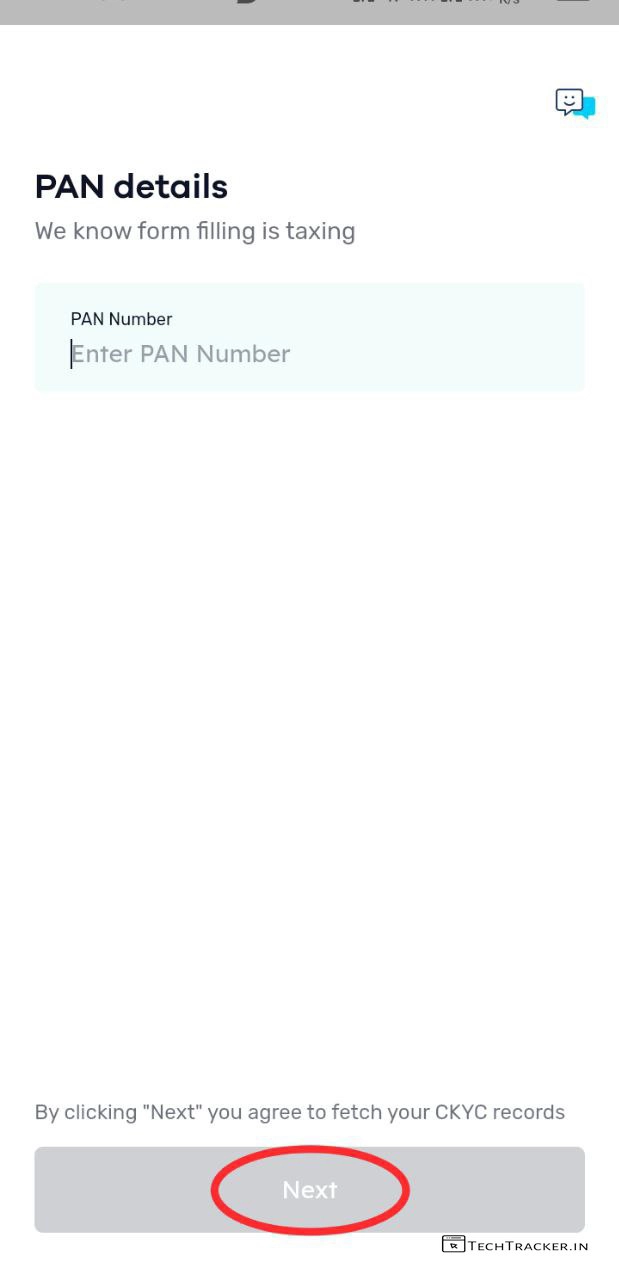 PAN details
We know form filling is taxing
PAN Number
Enter PAN Number
By clicking "Next" you agree to fetch your CKYC records
Next
TECHTRACKER.IN